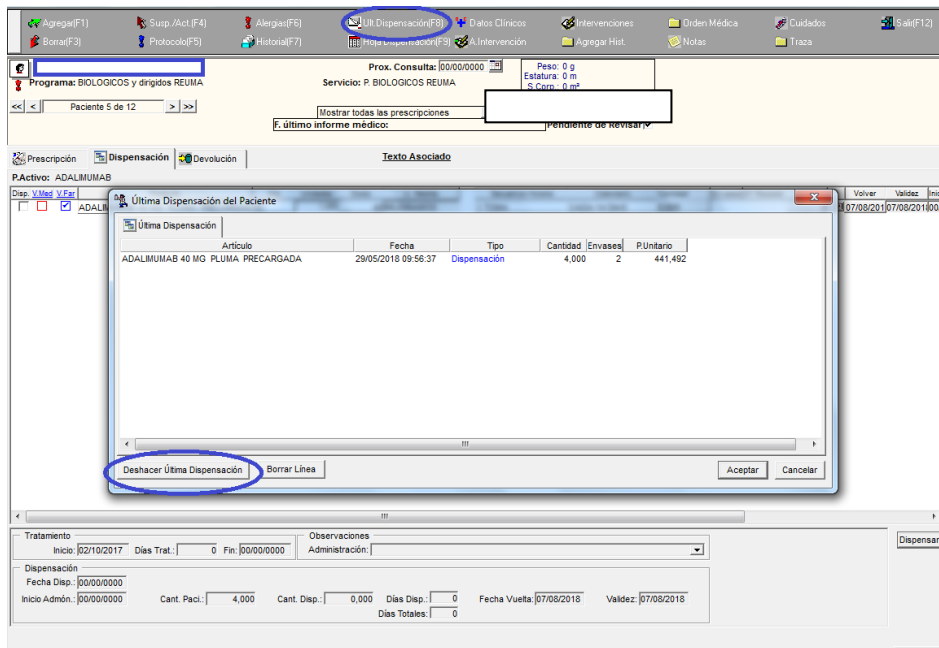 Agregar(F1) Susp./Act.(F4) Alergias(F6) Ult.Dispensación(F8) Datos Clínicos Intervenciones Orden Médica Cuidados Salir(F12)
Borrar(F3) Protocolo(F5) Historial(F7) Hoja Dispensación(F9) A.Intervención Agregar Hist. Notas Traza
Prox. Consulta: 00/00/0000 Peso: 0 g
Estatura: 0 m
Programa: BIOLOGICOS y dirigidos REUMA Servicio: P. BIOLOGICOS REUMA S.Corp.: 0 m²
<< < Paciente 5 de 12 > >>
Mostrar todas las prescripciones
F. último informe médico: Pendiente de Revisar
Prescripción Dispensación Devolución Texto Asociado
P.Activo: ADALIMUMAB
Disp. V.Med V.Far Volver Validez
07/08/201 07/08/201
Última Dispensación del Paciente
Última Dispensación
Artículo Fecha Tipo Cantidad Envases P.Unitario
ADALIMUMAB 40 MG PLUMA PRECARGADA 29/05/2018 09:56:37 Dispensación 4,000 2 441,492
Deshacer Última Dispensación Borrar Línea Aceptar Cancelar
Tratamiento Observaciones
Inicio: 02/10/2017 Días Trat.: 0 Fin: 00/00/0000 Administración: Dispensar
Dispensación
Fecha Disp.: 00/00/0000
Inicio Admón.: 00/00/0000 Cant. Paci.: 4,000 Cant. Disp.: 0,000 Días Disp.: 0 Fecha Vuelta: 07/08/2018 Validez: 07/08/2018
Días Totales: 0